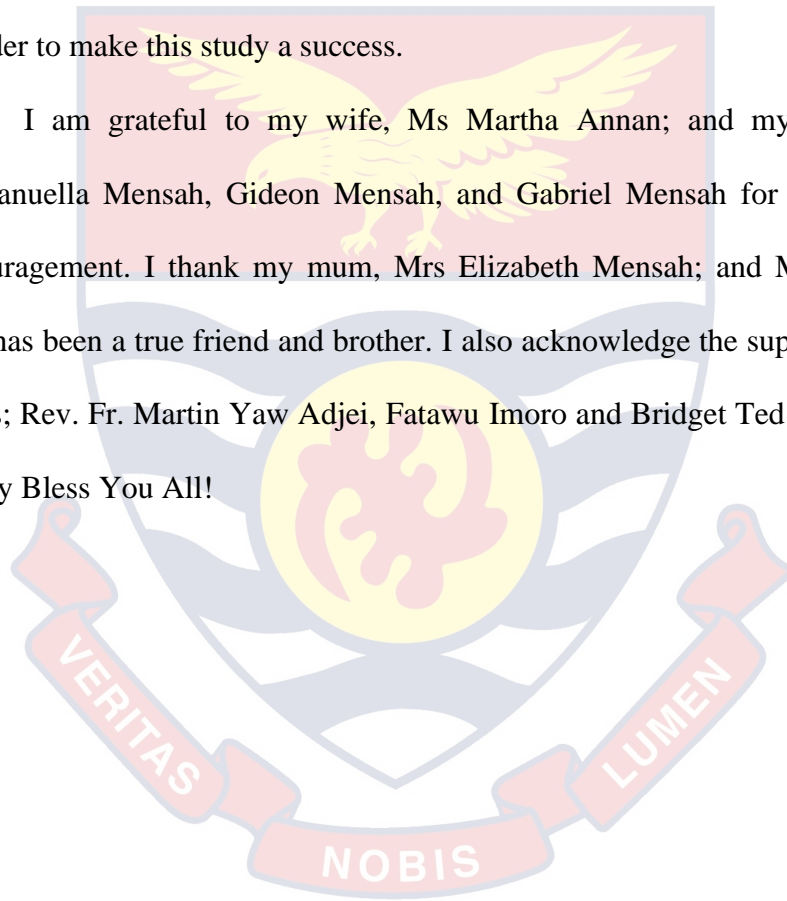 der to make this study a success.
I am grateful to my wife, Ms Martha Annan; and my
anuella Mensah, Gideon Mensah, and Gabriel Mensah for
uragement. I thank my mum, Mrs Elizabeth Mensah; and M
has been a true friend and brother. I also acknowledge the sup
s; Rev. Fr. Martin Yaw Adjei, Fatawu Imoro and Bridget Ted
y Bless You All!
VERITAS
NOBIS
LUMEN